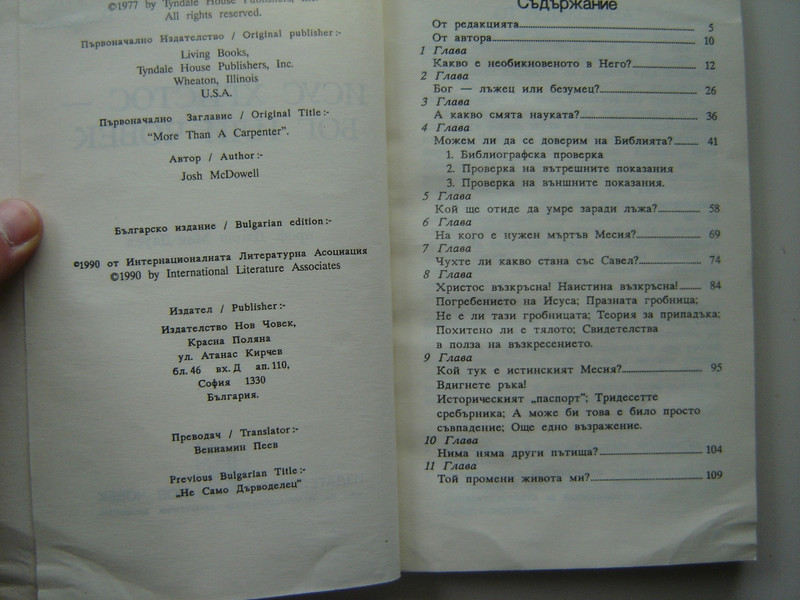 ©1977 by Tyndale House Publishers, Inc.
All rights reserved.
Първоначално Издателство / Original publisher:-
Living Books,
Tyndale House Publishers, Inc.
Wheaton, Illinois
U.S.A.
Първоначално Заглавие / Original Title:-
"More Than A Carpenter".
Автор / Author:-
Josh McDowell
Българско издание / Bulgarian edition:-
©1990 от Интернационалната Литературна Асоциация
©1990 by International Literature Associates
Издател / Publisher:-
Издателство Нов Човек,
Красна Поляна
ул. Атанас Кирчев
бл. 46 вх. Д ап. 110,
София 1330
България.
Преводач / Translator:-
Вениамин Пеев
Previous Bulgarian Title:-
„Не Само Дърводелец"
Съдържание
От редакцията 5
От автора 10
1 Глава
Какво е необикновеното в Него? 12
2 Глава
Бог — лъжец или безумец? 26
3 Глава
А какво смята науката? 36
4 Глава
Можем ли да се доверим на Библията? 41
1. Библиографска проверка
2. Проверка на вътрешните показания
3. Проверка на външните показания.
5 Глава
Кой ще отиде да умре заради лъжа? 58
6 Глава
На кого е нужен мъртъв Месия? 69
7 Глава
Чухте ли какво стана със Савел? 74
8 Глава
Христос възкръсна! Наистина възкръсна! 84
Погребението на Исуса; Празната гробница;
Не е ли тази гробницата; Теория за припадъка;
Похитено ли е тялото; Свидетелства
в полза на възкресението.
9 Глава
Кой тук е истинският Месия? 95
Вдигнете ръка!
Историческият „паспорт"; Тридесетте
сребърника; А може би това е било просто
съвпадение; Още едно възражение.
10 Глава
Нима няма други пътища? 104
11 Глава
Той промени живота ми? 109